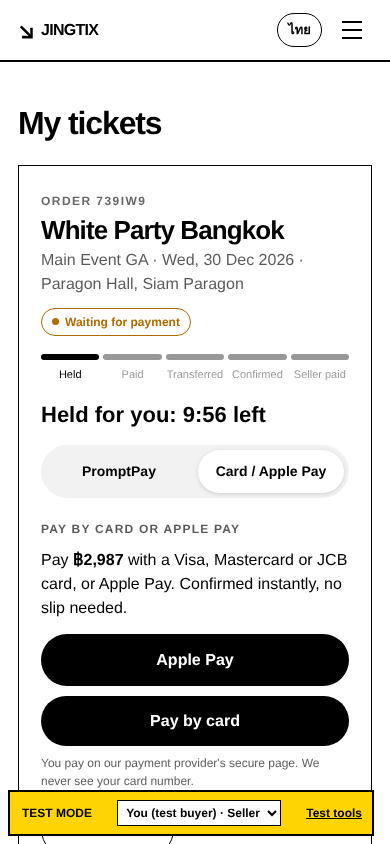 JINGTIX
ไทย
My tickets
ORDER 739IW9
White Party Bangkok
Main Event GA · Wed, 30 Dec 2026 ·
Paragon Hall, Siam Paragon
Waiting for payment
Held Paid Transferred Confirmed Seller paid
Held for you: 9:56 left
PromptPay Card / Apple Pay
PAY BY CARD OR APPLE PAY
Pay ฿2,987 with a Visa, Mastercard or JCB
card, or Apple Pay. Confirmed instantly, no
slip needed.
Apple Pay
Pay by card
You pay on our payment provider's secure page. We
never see your card number.
TEST MODE You (test buyer) · Seller Test tools